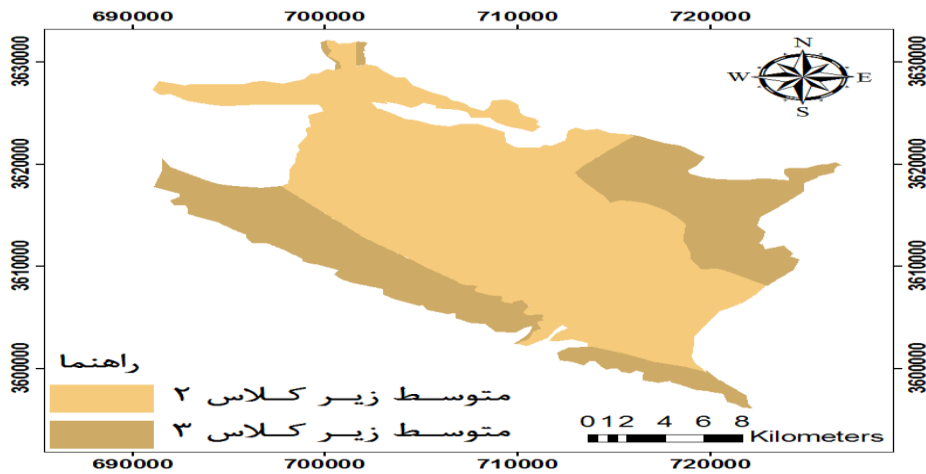 690000 700000 710000 720000
3630000 3630000
3620000 3620000
3610000 3610000
3600000 3600000
N
W E
S
راهنما
متوسط زیر کلاس ۲
متوسط زیر کلاس ۳
0 1 2 4 6 8
Kilometers
690000 700000 710000 720000